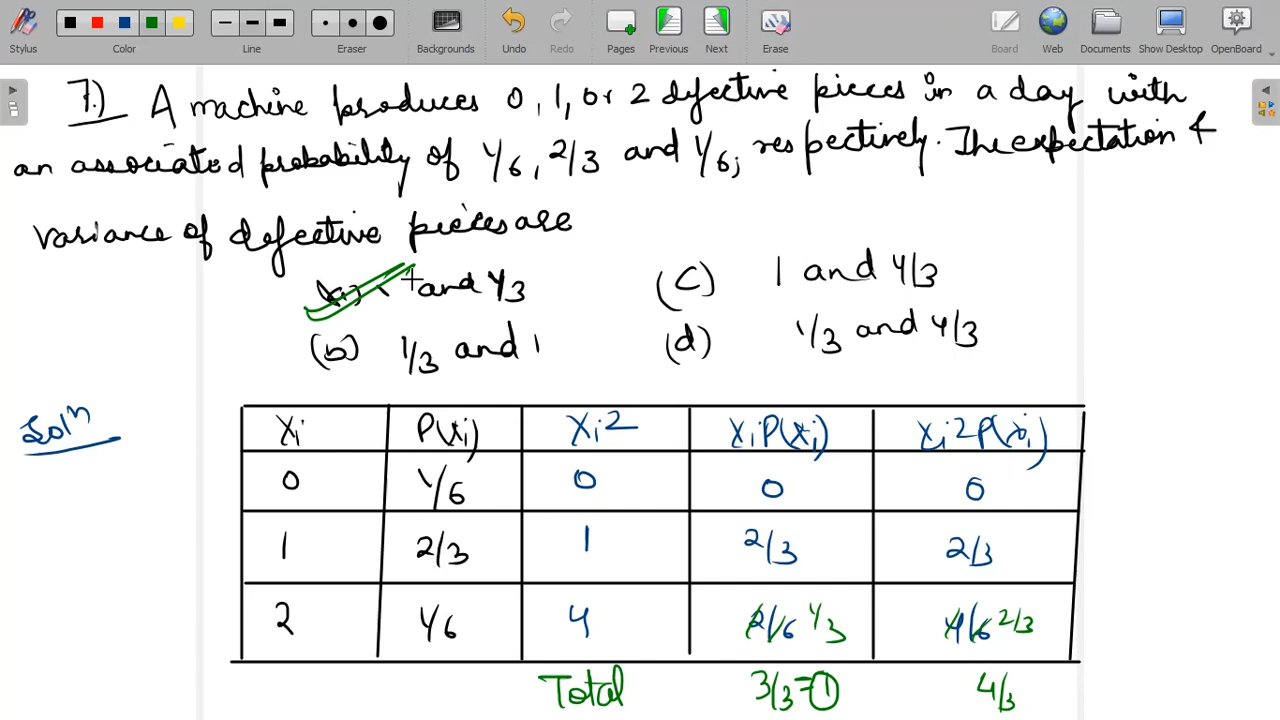 Stylus Color Line Eraser Backgrounds Undo Redo Pages Previous Next Erase Board Web Documents Show Desktop OpenBoard
7.) A machine produces 0, 1, or 2 defective pieces in a day with
an associated probability of 1/6, 2/3 and 1/6, respectively. The expectation &
variance of defective pieces are
and 1/3 (c) 1 and 4/3
(b) 1/3 and 1 (d) 1/3 and 4/3
Solⁿ
Xi P(xi) Xi2 XiP(xi) Xi2P(xi)
0 1/6 0 0 0
1 2/3 1 2/3 2/3
2 1/6 4 2/6 1/3 4/6 2/3
Total 3/3=1 4/3